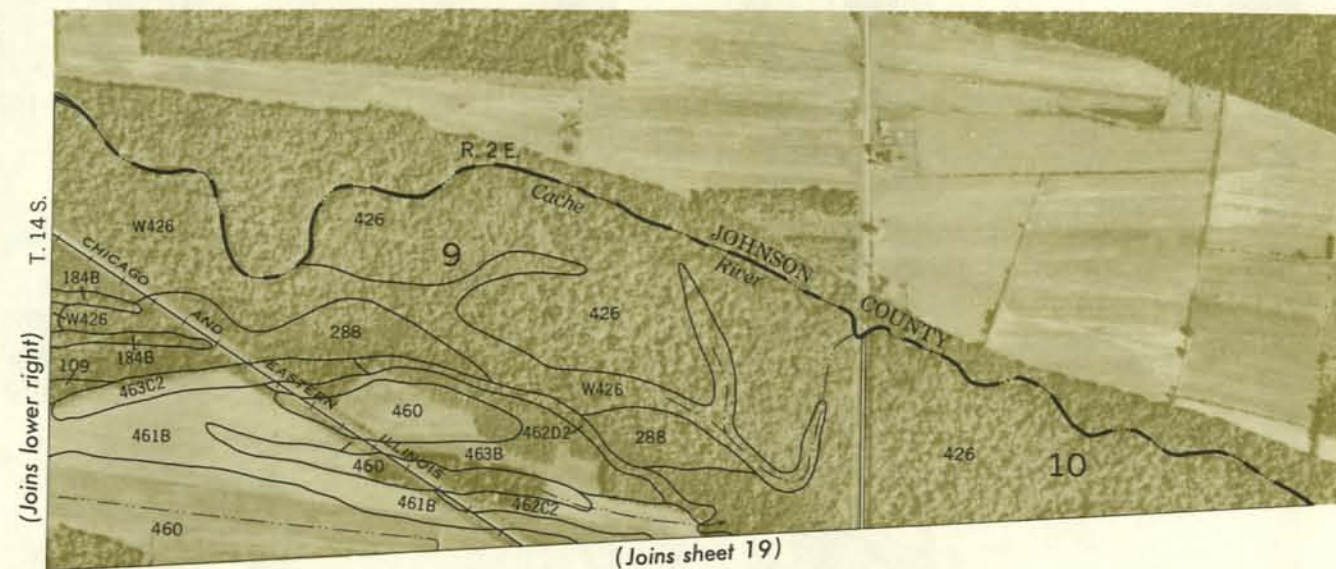 R. 2 E.
Cache
River
JOHNSON
COUNTY
T. 14 S.
(Joins lower right)
W426
426
9
CHICAGO
AND
EASTERN
ILLINOIS
184B
W426
184B
109
463C2
288
426
W426
460
462D2
288
461B
463B
460
461B
462C2
460
426
10
(Joins sheet 19)